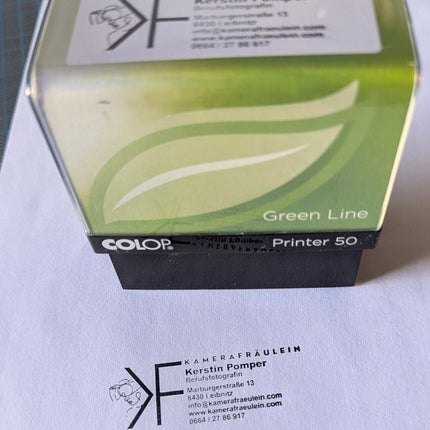 KF
Kerstin Pomper
Berufsfotografin
Marburgerstraße 13
8430 Leibnitz
info@kamerafraeulein.com
www.kamerafraeulein.com
0664 / 27 86 917
Green Line
COLOP.
Printer 50
KF
KAMERAFRÄULEIN
Kerstin Pomper
Berufsfotografin
Marburgerstraße 13
8430 Leibnitz
info@kamerafraeulein.com
www.kamerafraeulein.com
0664 / 27 86 917